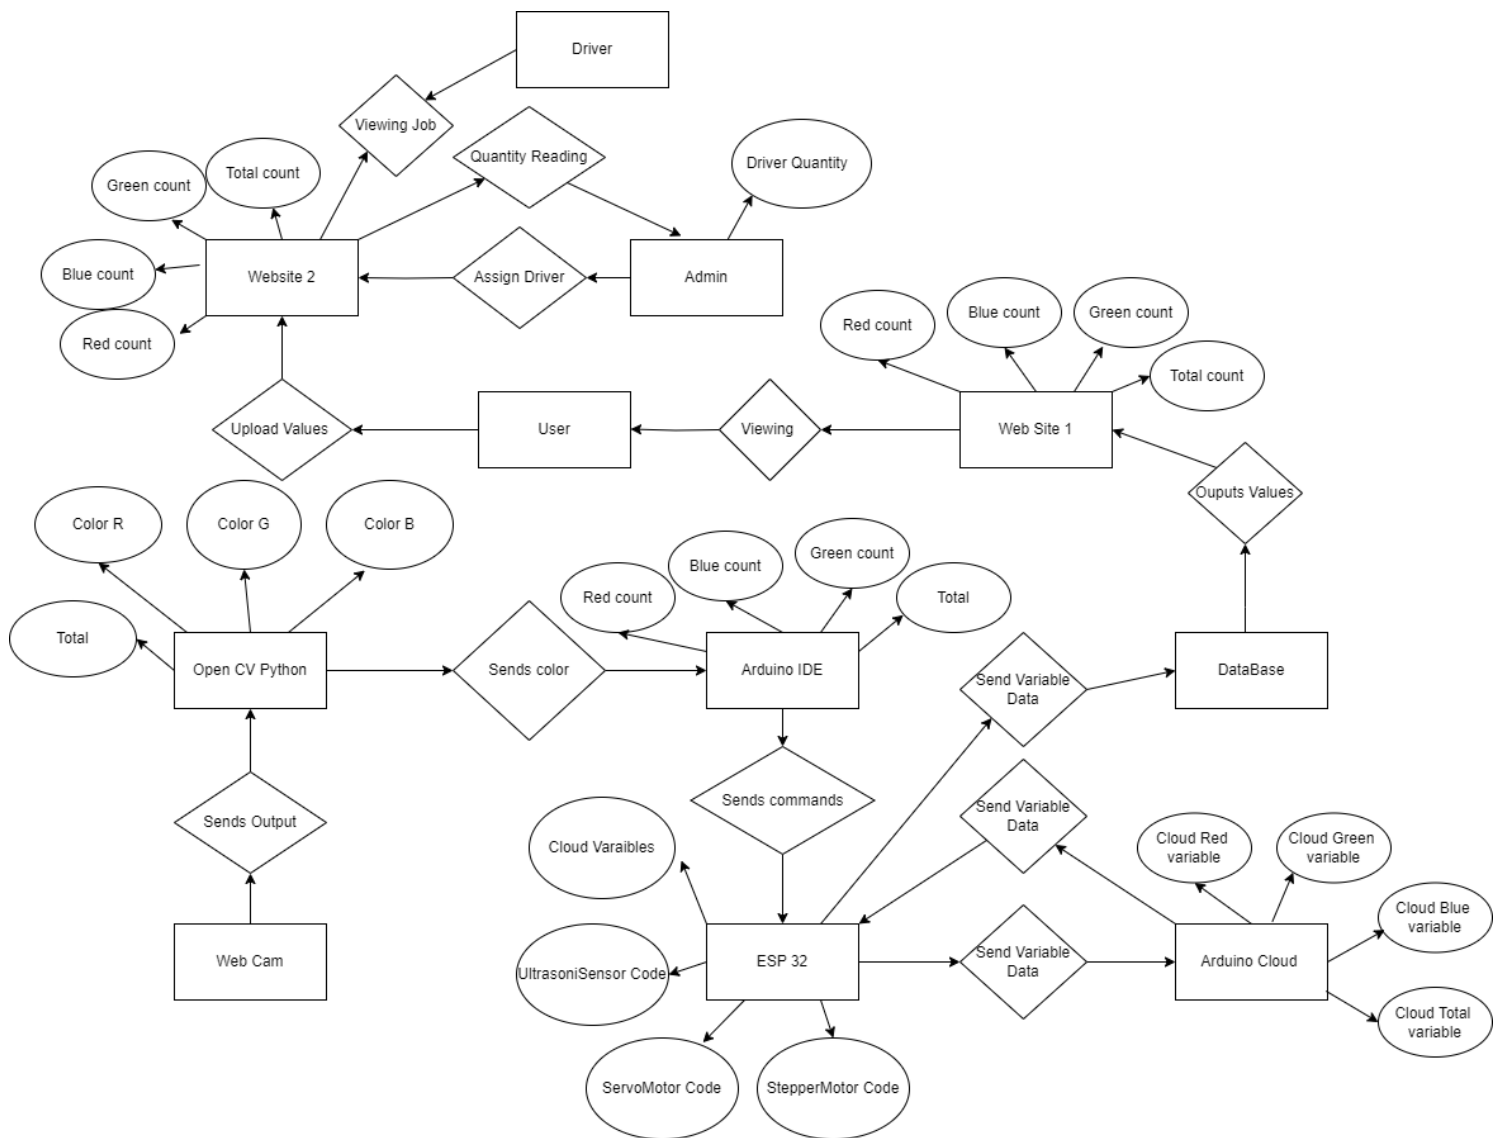 Driver
Viewing Job
Quantity Reading
Driver Quantity
Total count
Green count
Blue count
Website 2
Assign Driver
Admin
Red count
Red count
Blue count
Green count
Total count
Upload Values
User
Viewing
Web Site 1
Ouputs Values
Color R
Color G
Color B
Red count
Blue count
Green count
Total
Total
Open CV Python
Sends color
Arduino IDE
Send Variable
Data
DataBase
Sends Output
Sends commands
Send Variable
Data
Cloud Varaibles
Cloud Red
variable
Cloud Green
variable
Cloud Blue
variable
Web Cam
UltrasoniSensor Code
ESP 32
Send Variable
Data
Arduino Cloud
Cloud Total
variable
ServoMotor Code
StepperMotor Code